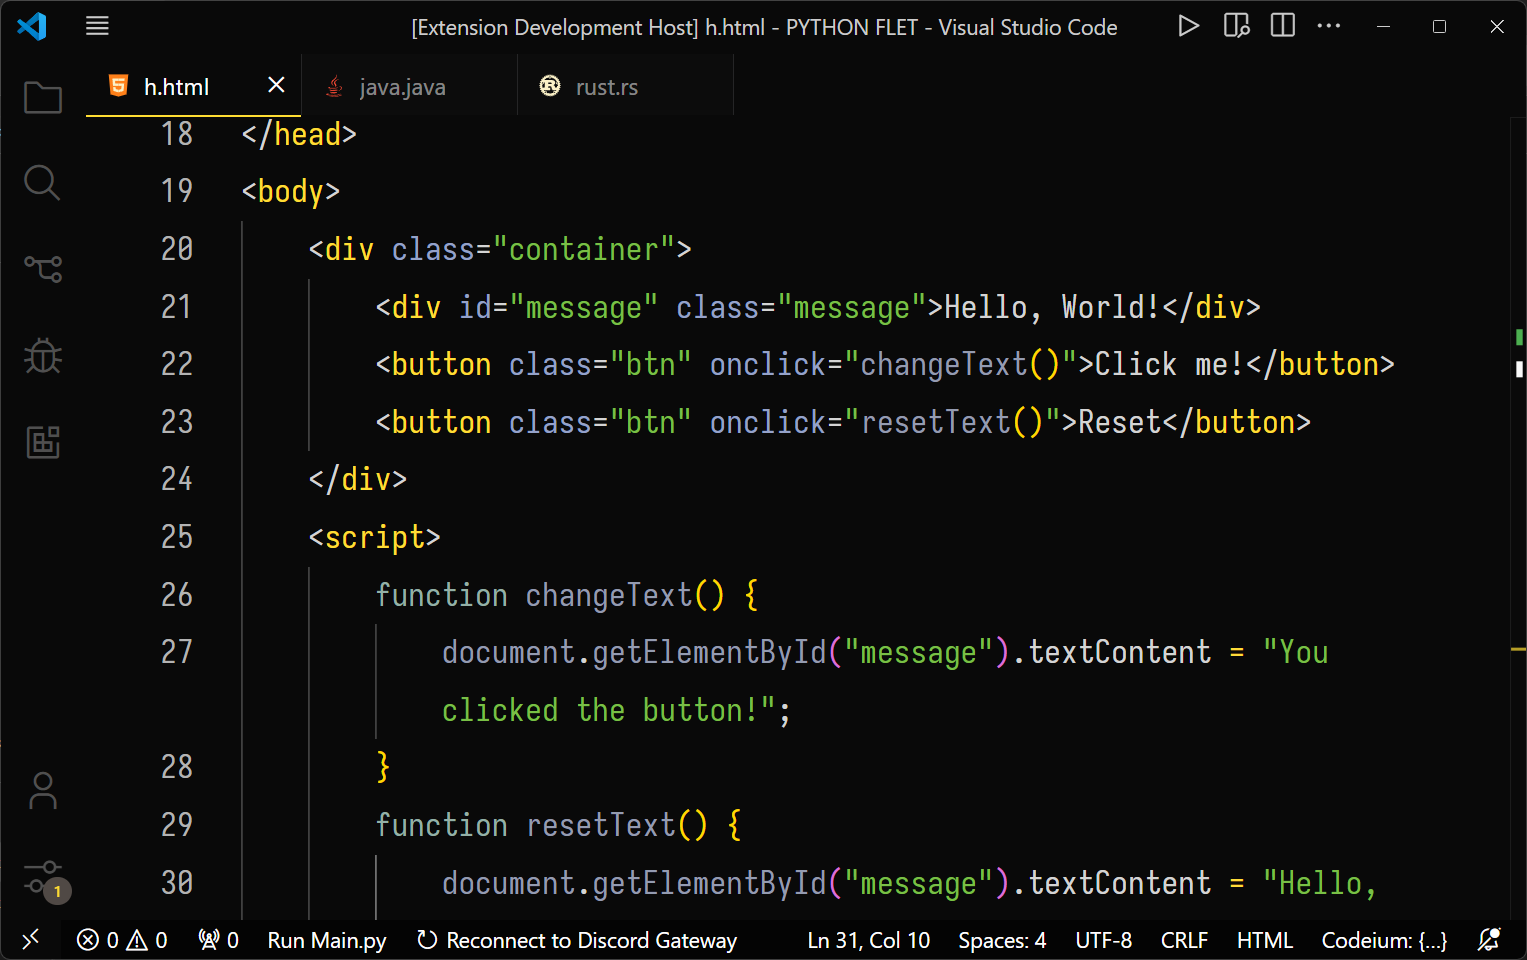 [Extension Development Host] h.html - PYTHON FLET - Visual Studio Code
h.html java.java rust.rs
18 </head>
19 <body>
20 <div class="container">
21 <div id="message" class="message">Hello, World!</div>
22 <button class="btn" onclick="changeText()">Click me!</button>
23 <button class="btn" onclick="resetText()">Reset</button>
24 </div>
25 <script>
26 function changeText() {
27 document.getElementById("message").textContent = "You
clicked the button!";
28 }
29 function resetText() {
30 document.getElementById("message").textContent = "Hello,
1
0 0 0 Run Main.py Reconnect to Discord Gateway Ln 31, Col 10 Spaces: 4 UTF-8 CRLF HTML Codeium: {...}